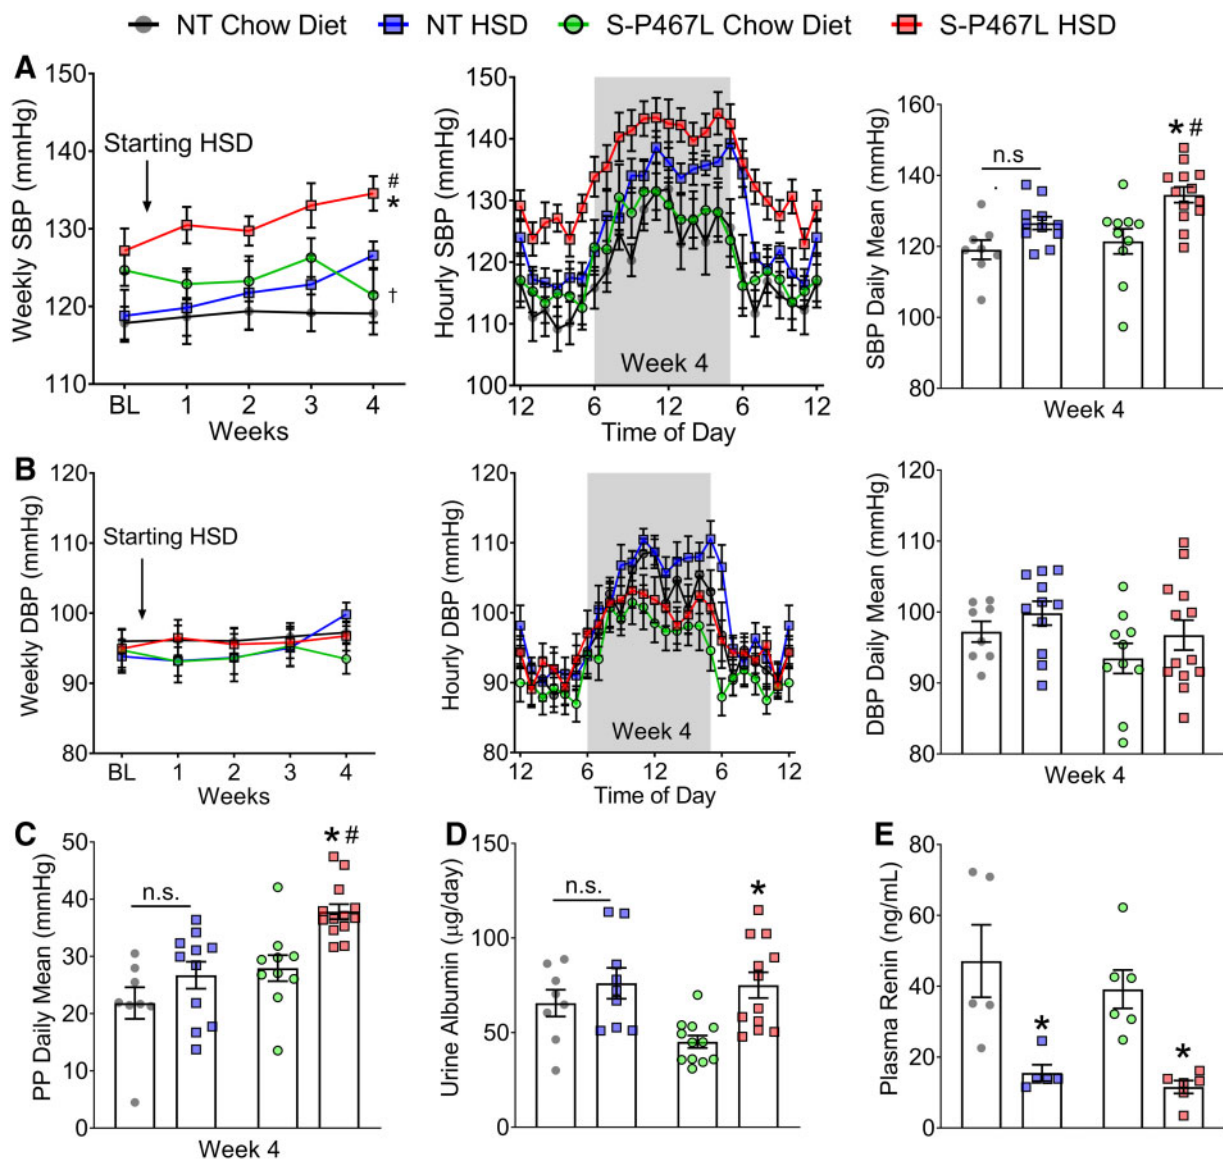 NT Chow Diet NT HSD S-P467L Chow Diet S-P467L HSD
A
Weekly SBP (mmHg)
150
140
130
120
110
Starting HSD
#
*
†
BL 1 2 3 4
Weeks
Hourly SBP (mmHg)
150
140
130
120
110
100
Week 4
12 6 12 6 12
Time of Day
SBP Daily Mean (mmHg)
160
140
120
100
80
n.s
* #
Week 4
B
Weekly DBP (mmHg)
120
110
100
90
80
Starting HSD
BL 1 2 3 4
Weeks
Hourly DBP (mmHg)
120
110
100
90
80
Week 4
12 6 12 6 12
Time of Day
DBP Daily Mean (mmHg)
120
100
80
60
Week 4
C
PP Daily Mean (mmHg)
50
40
30
20
10
0
n.s.
* #
Week 4
D
Urine Albumin (µg/day)
150
100
50
0
n.s.
*
E
Plasma Renin (ng/mL)
80
60
40
20
0
*
*